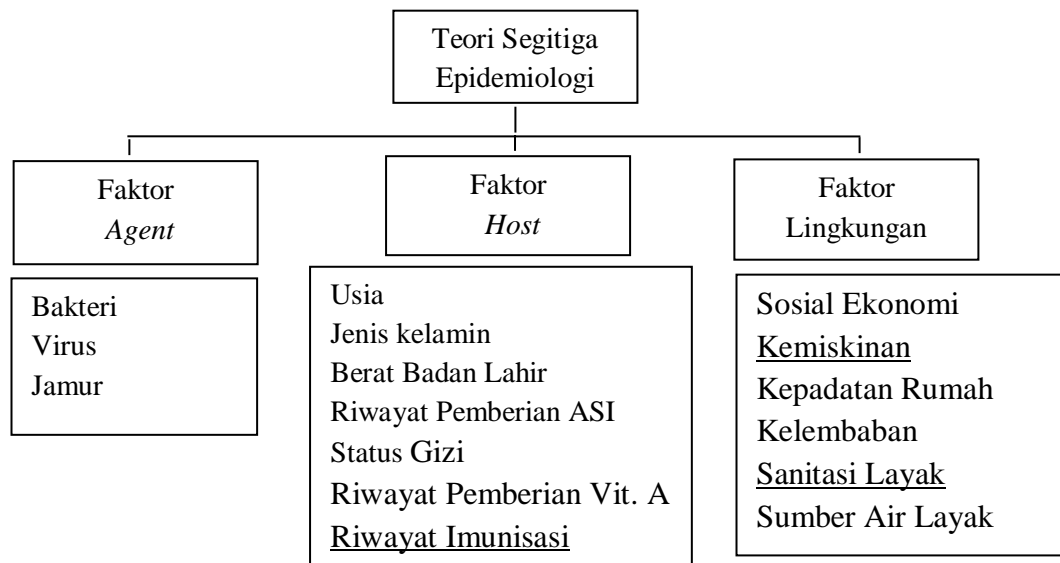 Teori Segitiga
Epidemiologi
Faktor
Agent
Faktor
Host
Faktor
Lingkungan
Bakteri
Virus
Jamur
Usia
Jenis kelamin
Berat Badan Lahir
Riwayat Pemberian ASI
Status Gizi
Riwayat Pemberian Vit. A
Riwayat Imunisasi
Sosial Ekonomi
Kemiskinan
Kepadatan Rumah
Kelembaban
Sanitasi Layak
Sumber Air Layak